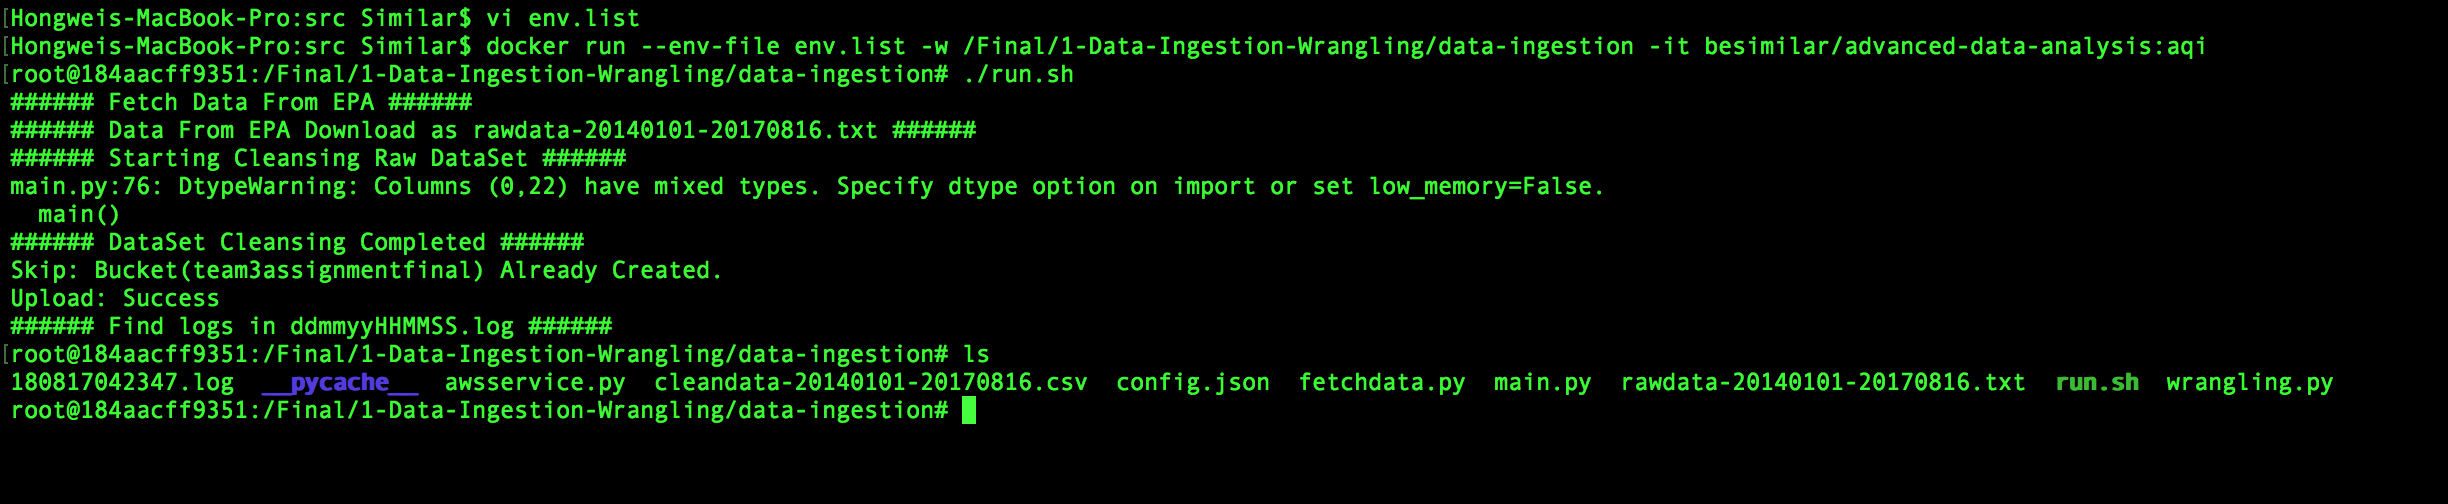 [Hongweis-MacBook-Pro:src Similar$ vi env.list
[Hongweis-MacBook-Pro:src Similar$ docker run --env-file env.list -w /Final/1-Data-Ingestion-Wrangling/data-ingestion -it besimilar/advanced-data-analysis:aqi
[root@184aacff9351:/Final/1-Data-Ingestion-Wrangling/data-ingestion# ./run.sh
###### Fetch Data From EPA ######
###### Data From EPA Download as rawdata-20140101-20170816.txt ######
###### Starting Cleansing Raw DataSet ######
main.py:76: DtypeWarning: Columns (0,22) have mixed types. Specify dtype option on import or set low_memory=False.
  main()
###### DataSet Cleansing Completed ######
Skip: Bucket(team3assignmentfinal) Already Created.
Upload: Success
###### Find logs in ddmmyyHHMMSS.log ######
[root@184aacff9351:/Final/1-Data-Ingestion-Wrangling/data-ingestion# ls
180817042347.log  __pycache__  awsservice.py  cleandata-20140101-20170816.csv  config.json  fetchdata.py  main.py  rawdata-20140101-20170816.txt  run.sh  wrangling.py
root@184aacff9351:/Final/1-Data-Ingestion-Wrangling/data-ingestion#